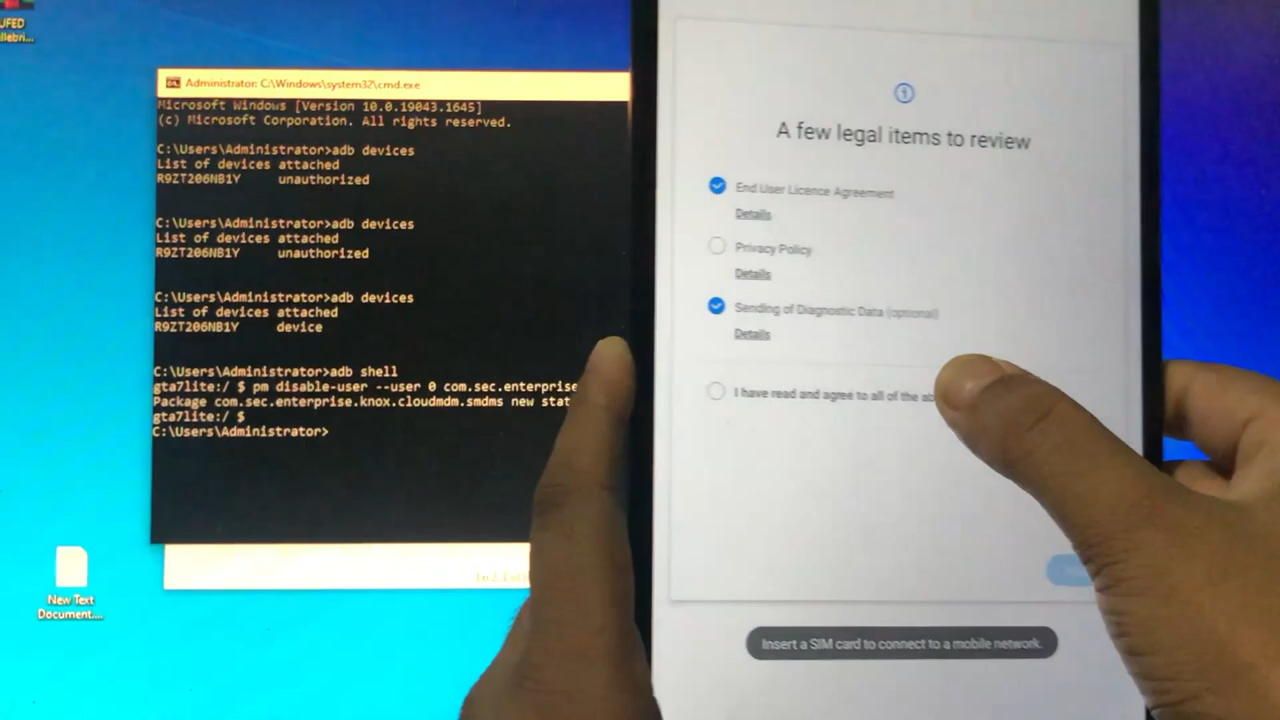 UFED
Administrator: C:\Windows\system32\cmd.exe
Microsoft Windows [Version 10.0.19043.1645]
(c) Microsoft Corporation. All rights reserved.
C:\Users\Administrator>adb devices
List of devices attached
R9ZT206NB1Y unauthorized
C:\Users\Administrator>adb devices
List of devices attached
R9ZT206NB1Y unauthorized
C:\Users\Administrator>adb devices
List of devices attached
R9ZT206NB1Y device
C:\Users\Administrator>adb shell
gta7lite:/ $ pm disable-user --user 0 com.sec.enterprise
Package com.sec.enterprise.knox.cloudmdm.smdms new stat
gta7lite:/ $
C:\Users\Administrator>
New Text
Document....
A few legal items to review
End User Licence Agreement
Details
Privacy Policy
Details
Sending of Diagnostic Data (optional)
Details
I have read and agree to all of the ab
Insert a SIM card to connect to a mobile network.